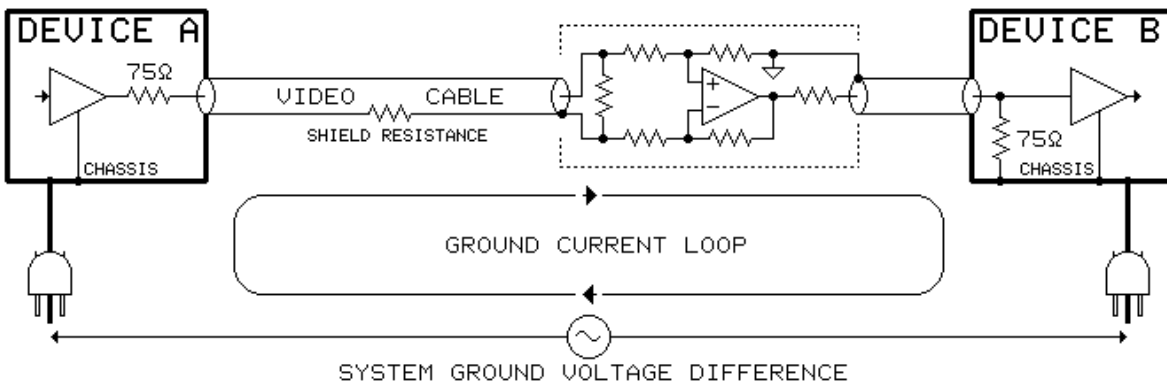 DEVICE A
75Ω
CHASSIS
VIDEO CABLE
SHIELD RESISTANCE
+
−
DEVICE B
75Ω
CHASSIS
GROUND CURRENT LOOP
SYSTEM GROUND VOLTAGE DIFFERENCE